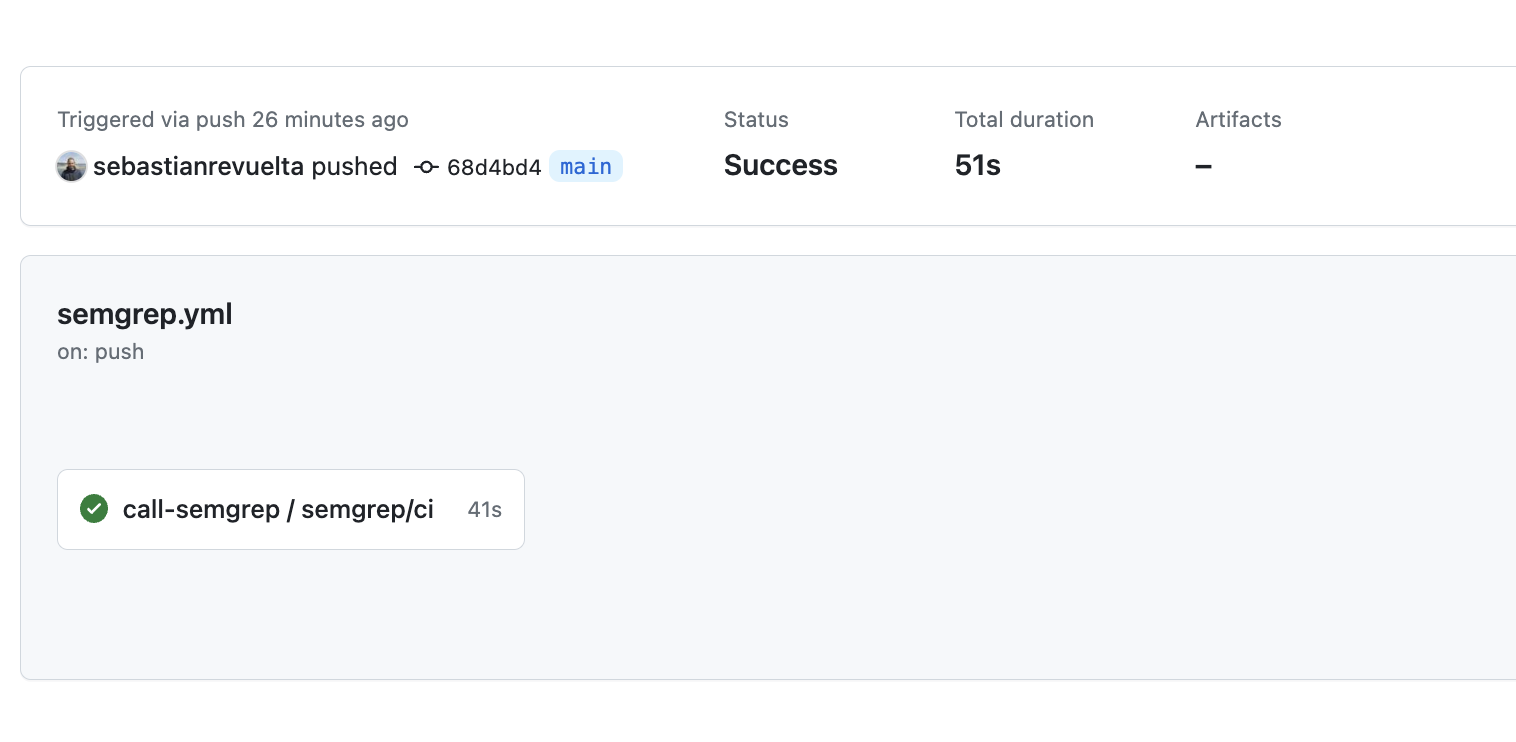 Triggered via push 26 minutes ago
sebastianrevuelta pushed 68d4bd4 main
Status
Success
Total duration
51s
Artifacts
–
semgrep.yml
on: push
call-semgrep / semgrep/ci 41s